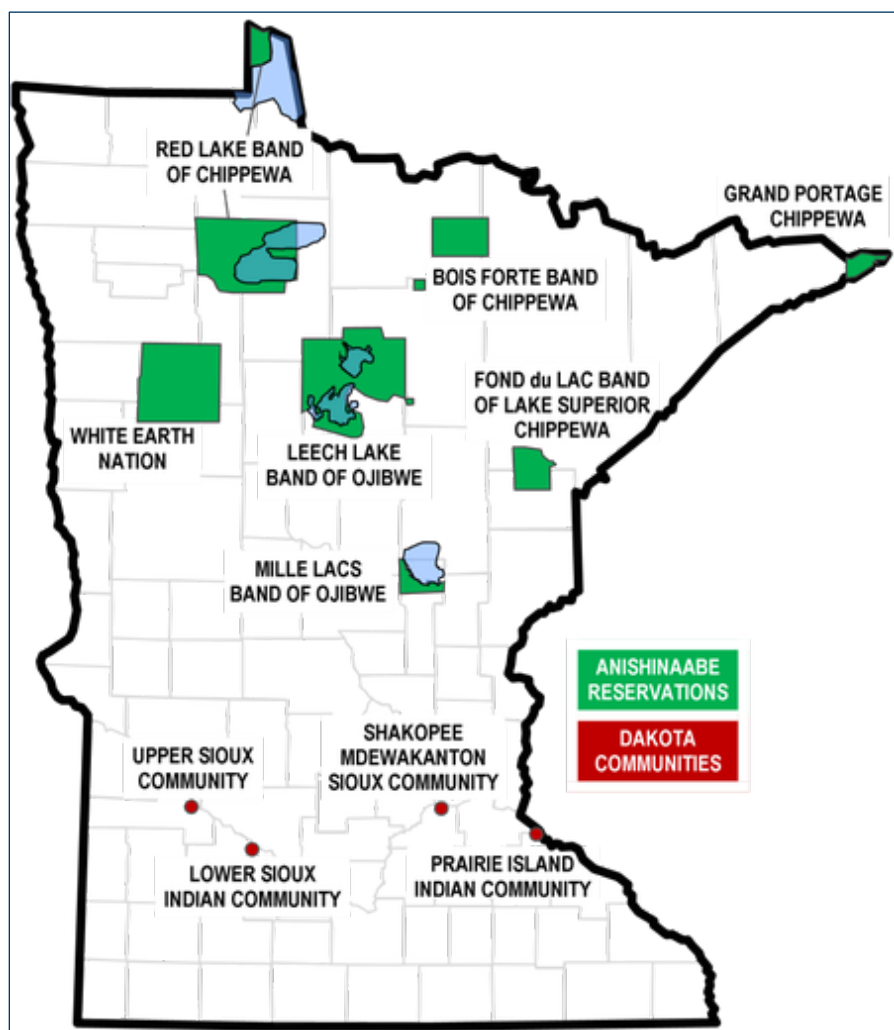 RED LAKE BAND
OF CHIPPEWA
GRAND PORTAGE
CHIPPEWA
BOIS FORTE BAND
OF CHIPPEWA
FOND du LAC BAND
OF LAKE SUPERIOR
CHIPPEWA
WHITE EARTH
NATION
LEECH LAKE
BAND OF OJIBWE
MILLE LACS
BAND OF OJIBWE
ANISHINAABE
RESERVATIONS
DAKOTA
COMMUNITIES
UPPER SIOUX
COMMUNITY
SHAKOPEE
MDEWAKANTON
SIOUX COMMUNITY
LOWER SIOUX
INDIAN COMMUNITY
PRAIRIE ISLAND
INDIAN COMMUNITY